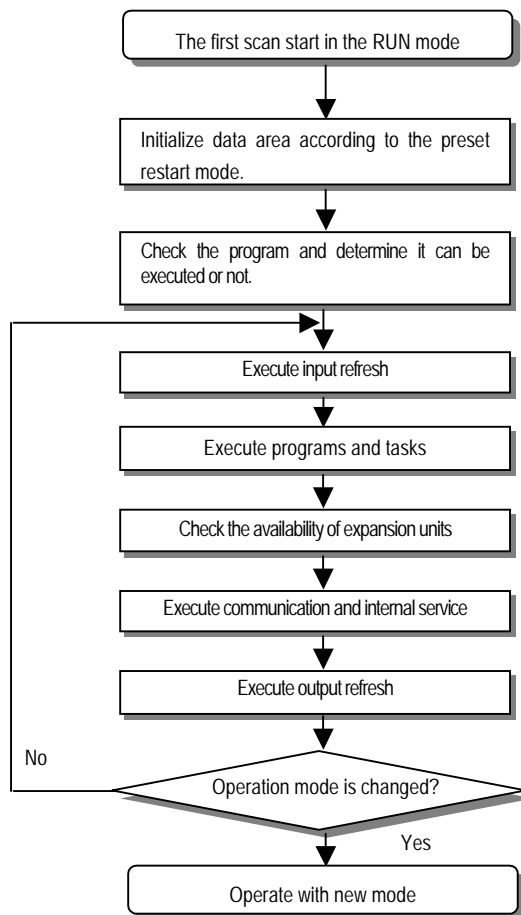 The first scan start in the RUN mode
Initialize data area according to the preset
restart mode.
Check the program and determine it can be
executed or not.
Execute input refresh
Execute programs and tasks
Check the availability of expansion units
Execute communication and internal service
Execute output refresh
No
Operation mode is changed?
Yes
Operate with new mode